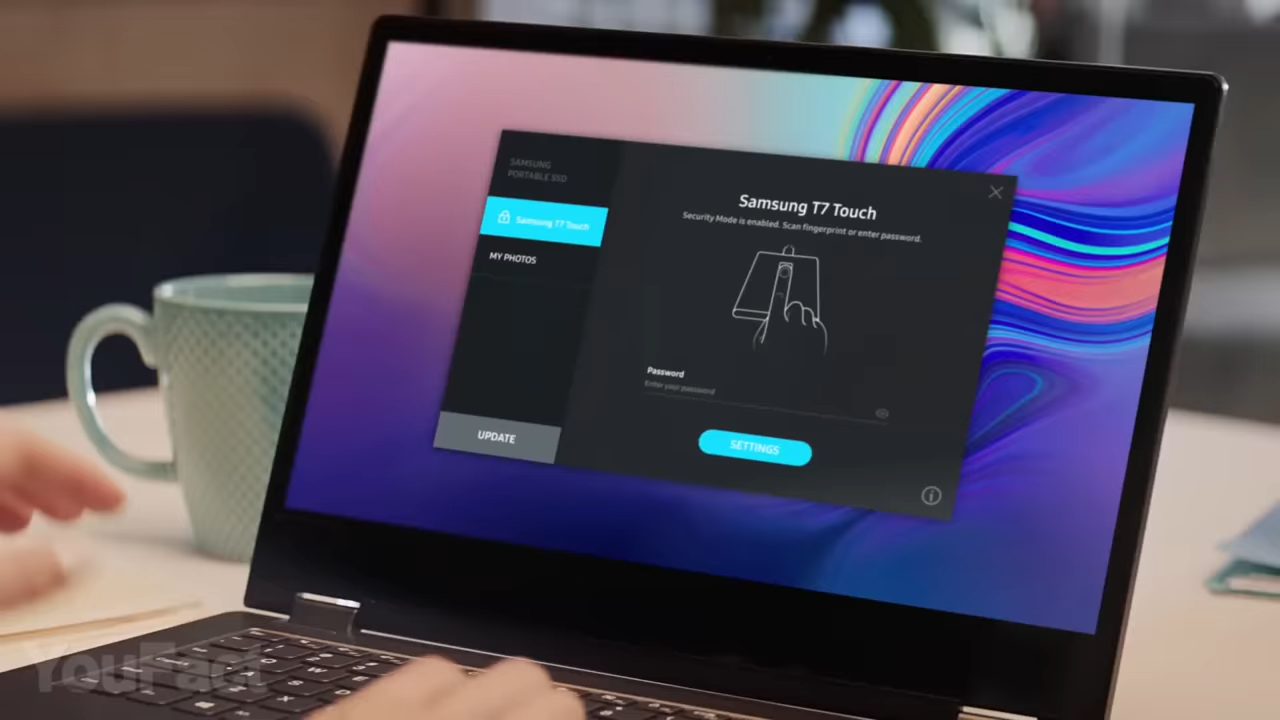 SAMSUNG
PORTABLE SSD
Samsung T7 Touch
MY PHOTOS
UPDATE
Samsung T7 Touch
Security Mode is enabled. Scan fingerprint or enter password.
Password
Enter your password
SETTINGS
YouFact